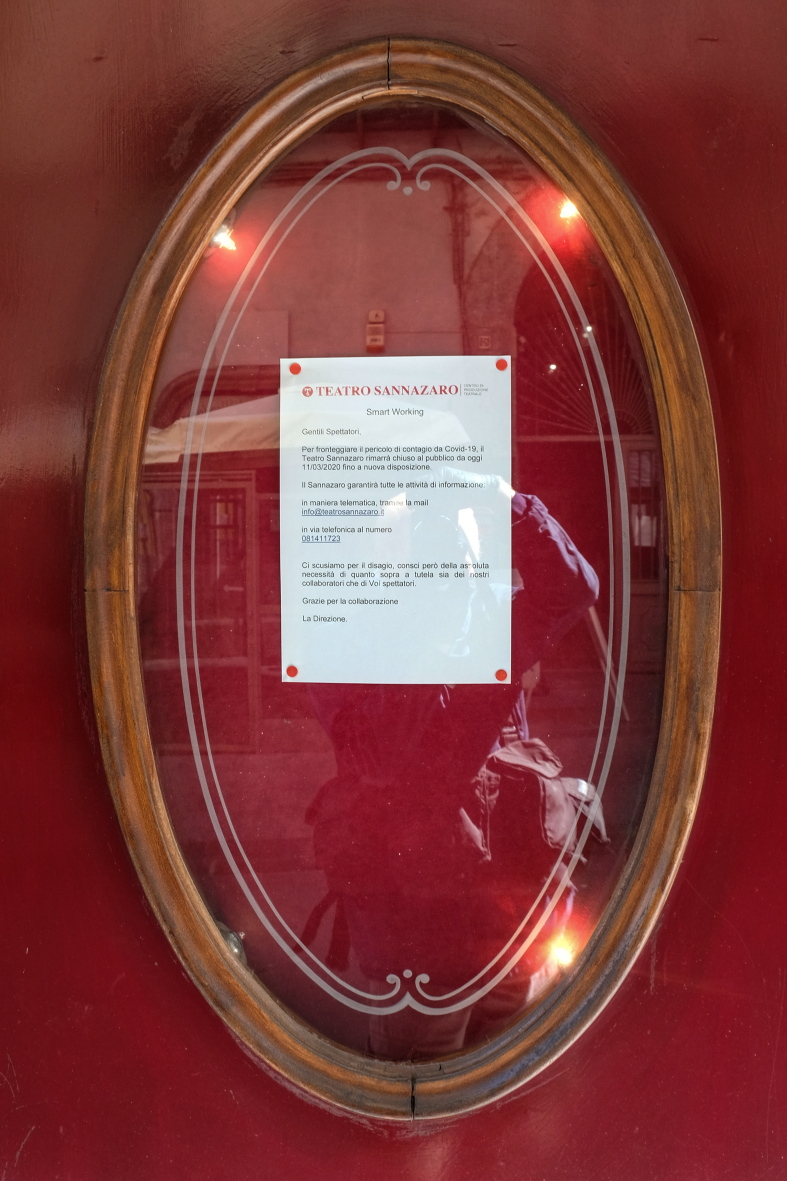 TEATRO SANNAZARO
CENTRO DI
PRODUZIONE
TEATRALE
Smart Working
Gentili Spettatori,
Per fronteggiare il pericolo di contagio da Covid-19, il
Teatro Sannazaro rimarrà chiuso al pubblico da oggi
11/03/2020 fino a nuova disposizione.
Il Sannazaro garantirà tutte le attività di informazione:
in maniera telematica, tramite la mail
info@teatrosannazaro.it
in via telefonica al numero
081411723
Ci scusiamo per il disagio, consci però della assoluta
necessità di quanto sopra a tutela sia dei nostri
collaboratori che di Voi spettatori.
Grazie per la collaborazione
La Direzione.